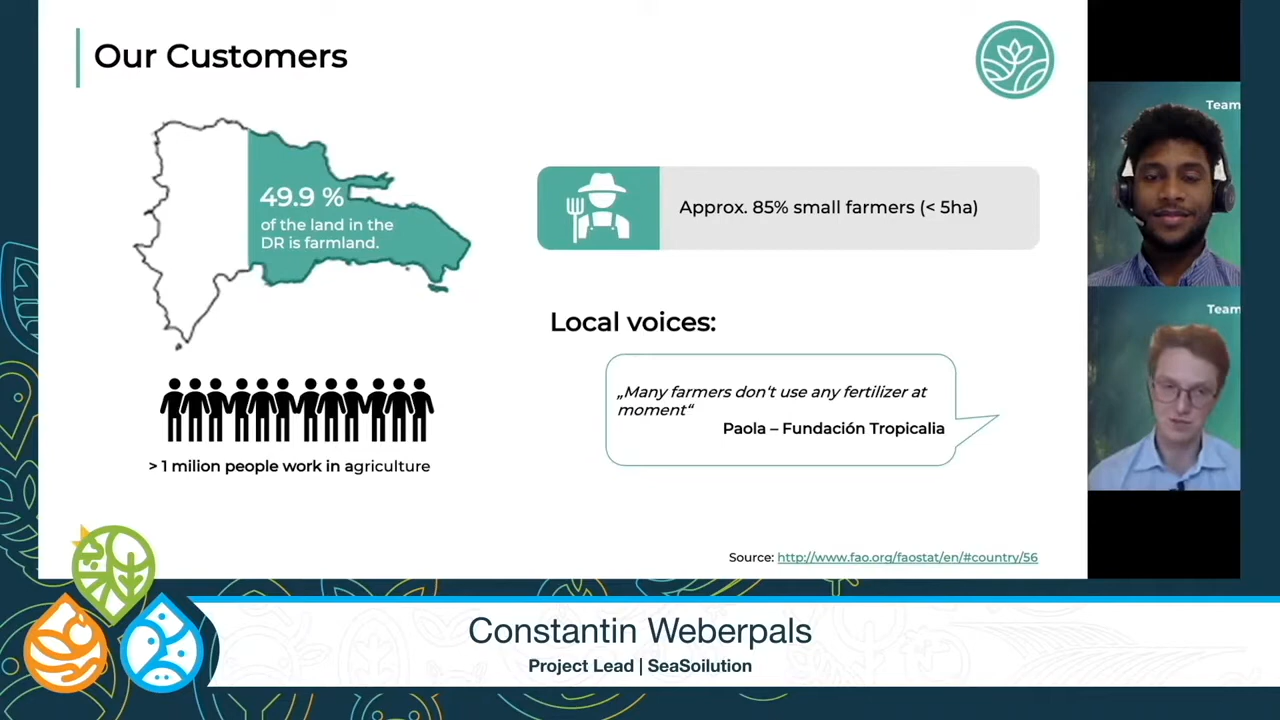 Our Customers
49.9 %
of the land in the
DR is farmland.
Approx. 85% small farmers (< 5ha)
Local voices:
„Many farmers don‘t use any fertilizer at
moment“
Paola – Fundación Tropicalia
> 1 milion people work in agriculture
Source: http://www.fao.org/faostat/en/#country/56
Team
Team
Constantin Weberpals
Project Lead | SeaSoilution